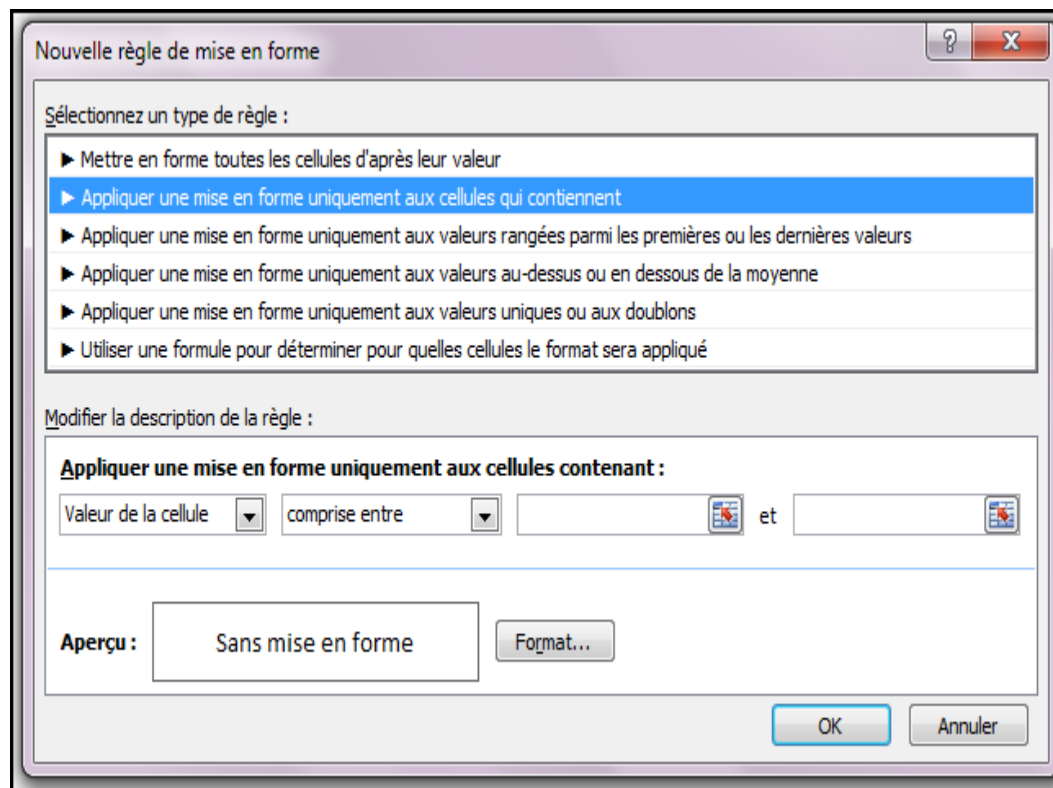 Nouvelle règle de mise en forme
Sélectionnez un type de règle :
► Mettre en forme toutes les cellules d'après leur valeur
► Appliquer une mise en forme uniquement aux cellules qui contiennent
► Appliquer une mise en forme uniquement aux valeurs rangées parmi les premières ou les dernières valeurs
► Appliquer une mise en forme uniquement aux valeurs au-dessus ou en dessous de la moyenne
► Appliquer une mise en forme uniquement aux valeurs uniques ou aux doublons
► Utiliser une formule pour déterminer pour quelles cellules le format sera appliqué
Modifier la description de la règle :
Appliquer une mise en forme uniquement aux cellules contenant :
Valeur de la cellule comprise entre et
Aperçu : Sans mise en forme Format...
OK Annuler